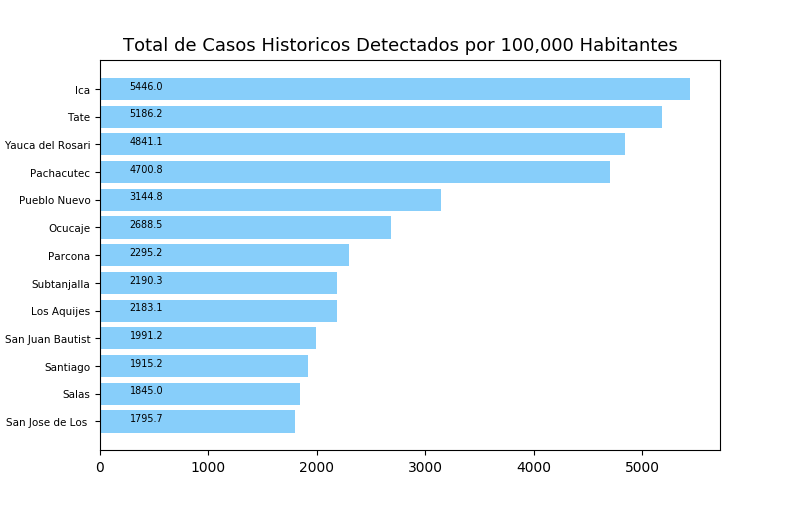 Total de Casos Historicos Detectados por 100,000 Habitantes
Ica 5446.0
Tate 5186.2
Yauca del Rosari 4841.1
Pachacutec 4700.8
Pueblo Nuevo 3144.8
Ocucaje 2688.5
Parcona 2295.2
Subtanjalla 2190.3
Los Aquijes 2183.1
San Juan Bautist 1991.2
Santiago 1915.2
Salas 1845.0
San Jose de Los 1795.7
0 1000 2000 3000 4000 5000